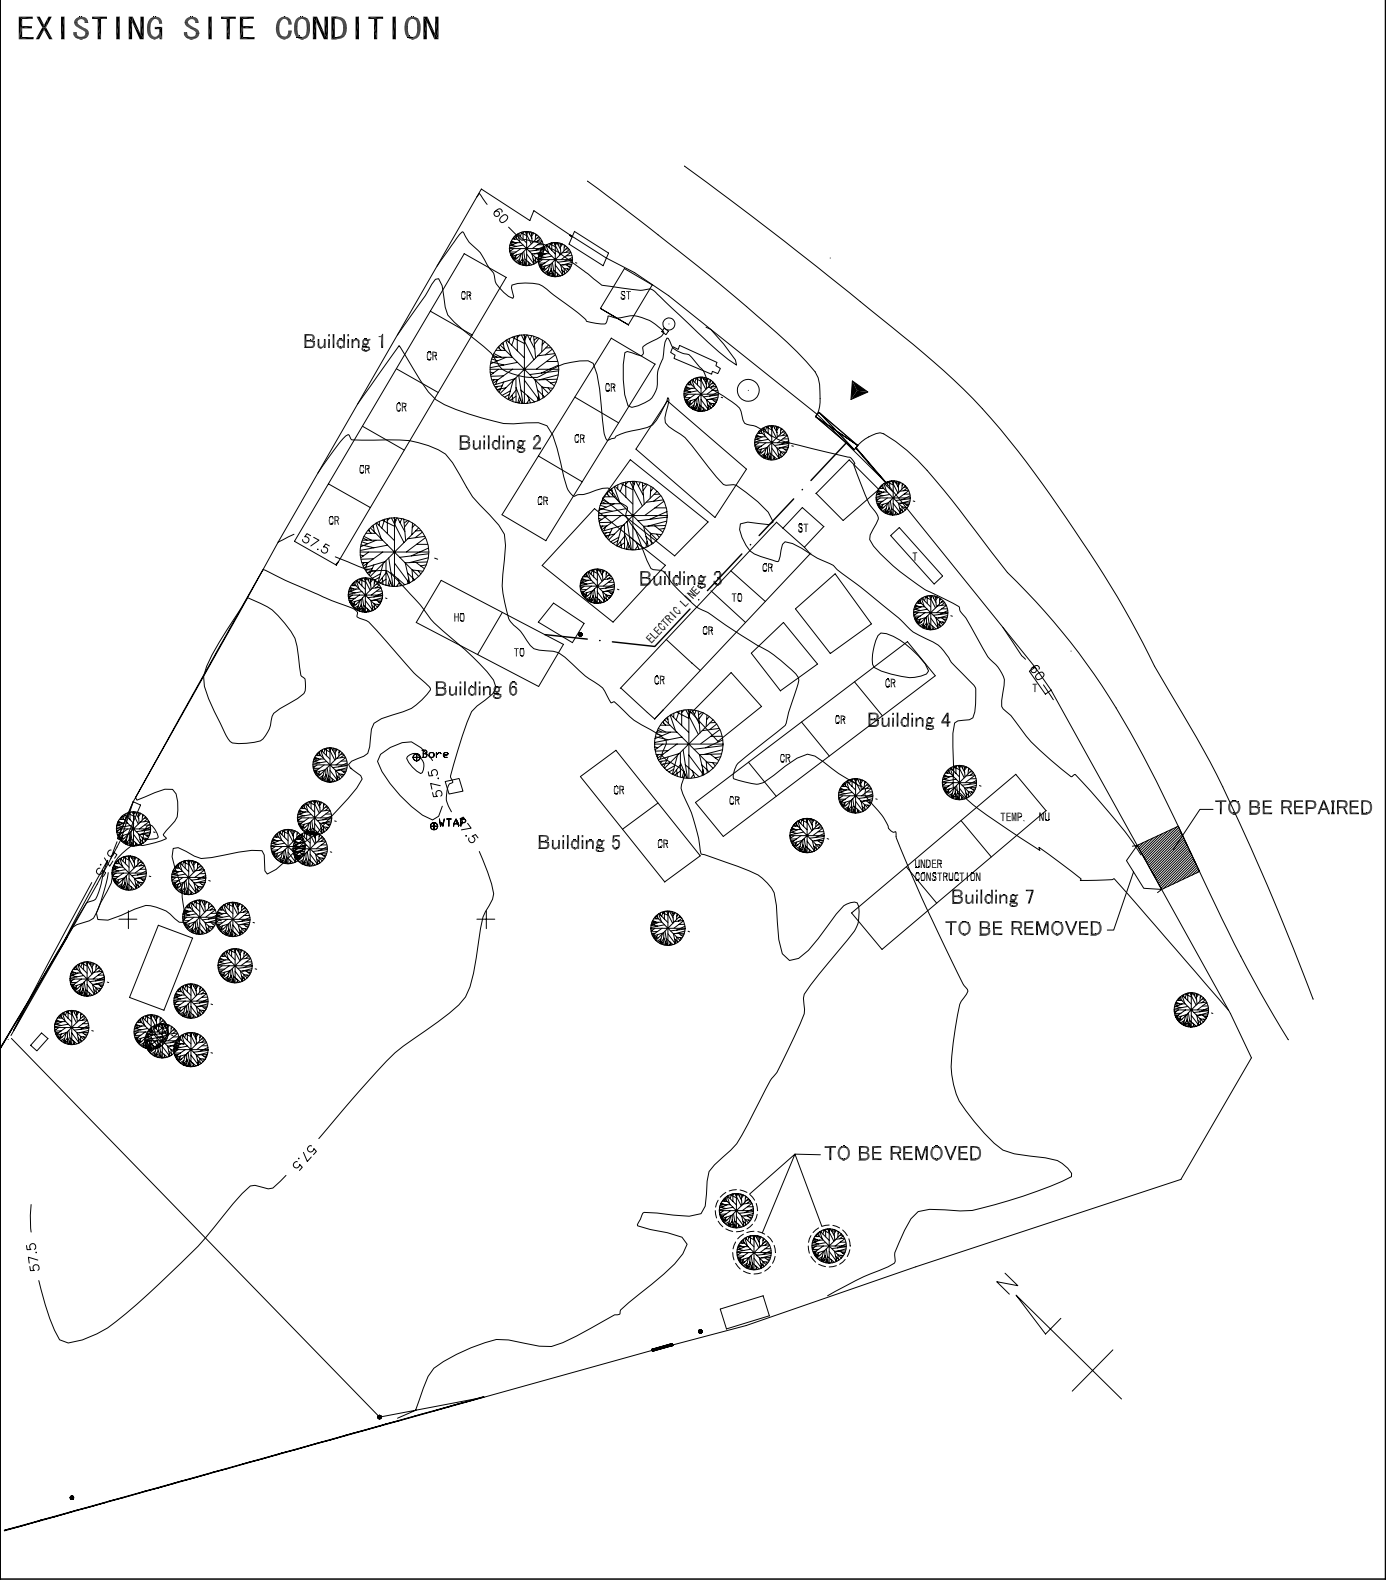 EXISTING SITE CONDITION
60
CR
ST
Building 1
CR
CR
CR
Building 2
CR
CR
CR
CR
CR
57.5
ST
T
CR
Building 3
TO
ELECTRIC LINE
HO
CR
TO
60
T
CR
CR
Building 6
CR
Building 4
Bore
CR
57.5
CR
CR
TO BE REPAIRED
WTAP
TEMP. NU
7.5
Building 5
CR
UNDER
CONSTRUCTION
Building 7
TO BE REMOVED
TO BE REMOVED
57.5
57.5
N